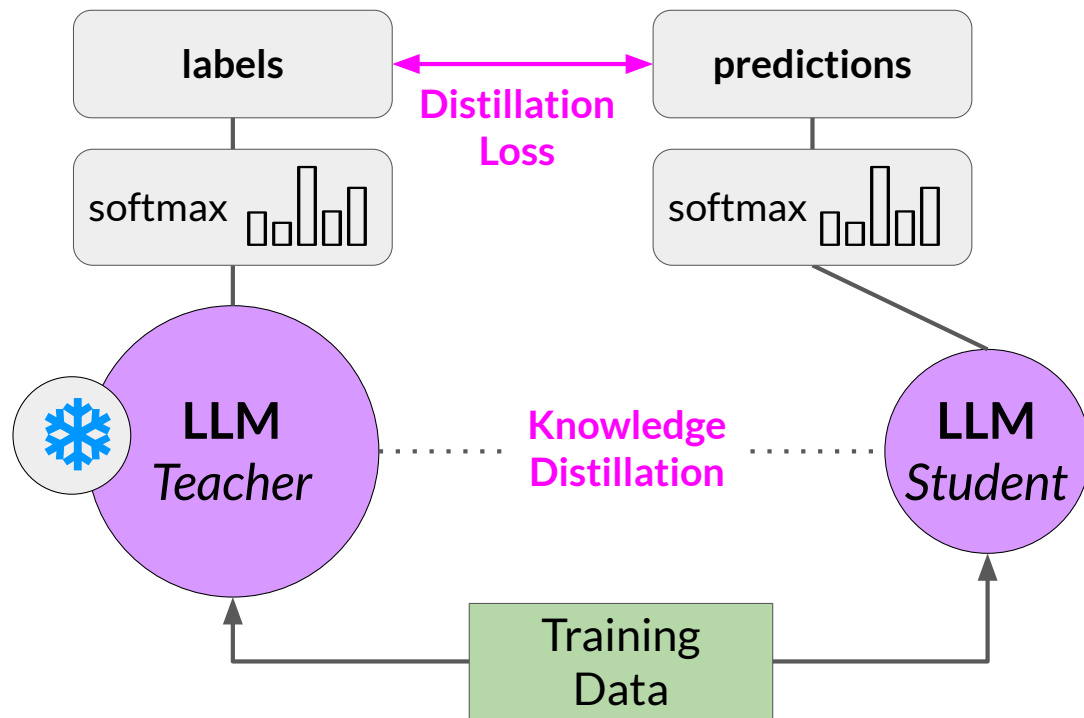 labels
predictions
Distillation
Loss
softmax
softmax
LLM
Teacher
Knowledge
Distillation
LLM
Student
Training
Data